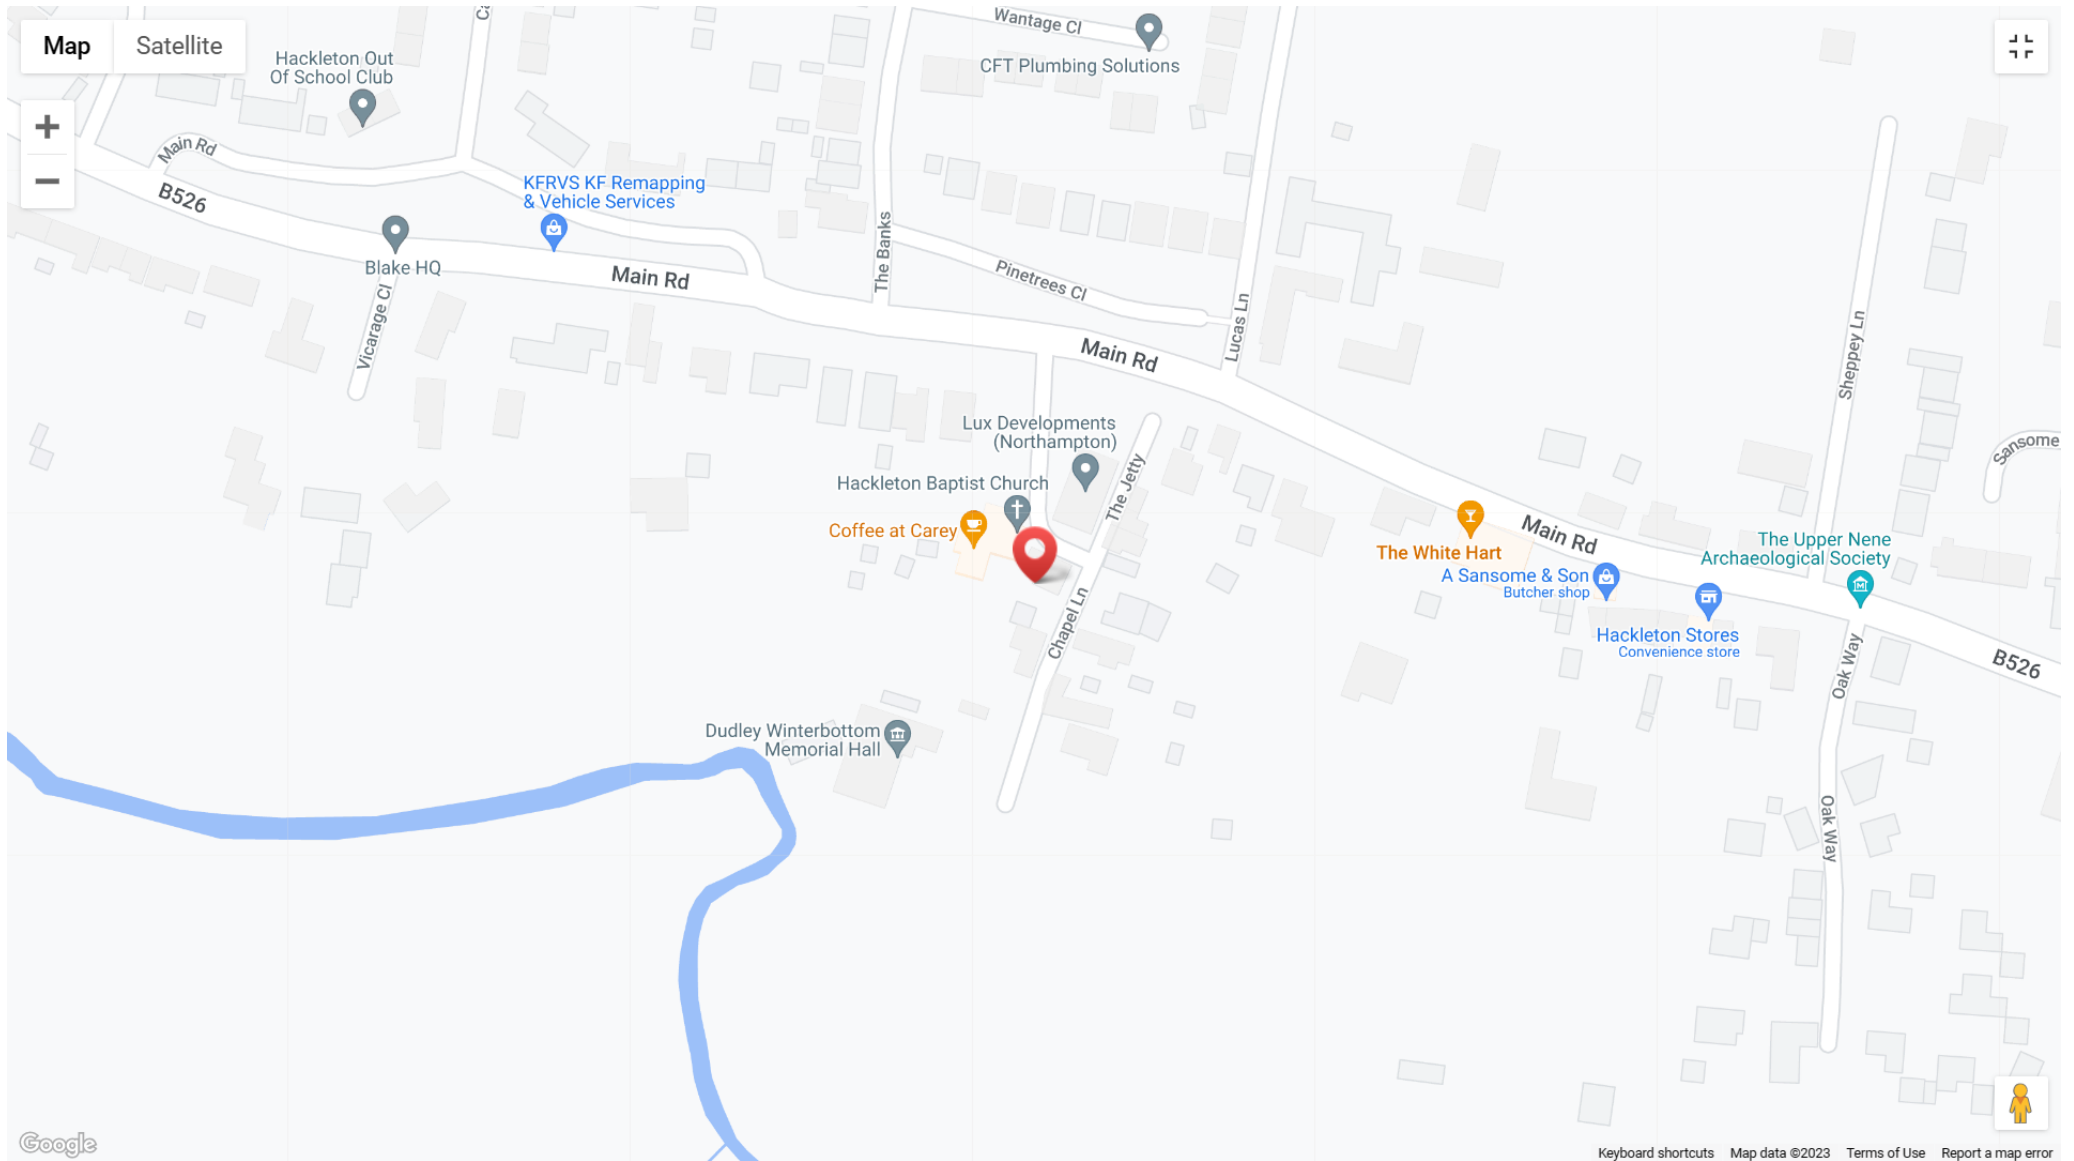 Map
Satellite
Hackleton Out
Of School Club
Wantage Cl
CFT Plumbing Solutions
Main Rd
B526
KFRVS KF Remapping
& Vehicle Services
Blake HQ
Main Rd
The Banks
Pinetrees Cl
Vicarage Cl
Lucas Ln
Main Rd
Sheppey Ln
Lux Developments
(Northampton)
Sansome
Hackleton Baptist Church
The Jetty
Coffee at Carey
The White Hart
Main Rd
The Upper Nene
Archaeological Society
A Sansome & Son
Butcher shop
Chapel Ln
Hackleton Stores
Convenience store
Oak Way
B526
Dudley Winterbottom
Memorial Hall
Oak Way
Google
Keyboard shortcuts
Map data ©2023
Terms of Use
Report a map error